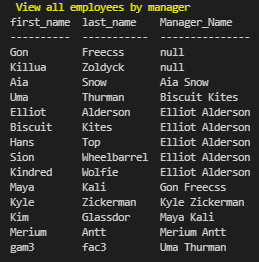 View all employees by manager
first_name  last_name    Manager_Name
----------  -----------  ---------------
Gon         Freecss      null
Killua      Zoldyck      null
Aia         Snow         Aia Snow
Uma         Thurman      Biscuit Kites
Elliot      Alderson     Elliot Alderson
Biscuit     Kites        Elliot Alderson
Hans        Top          Elliot Alderson
Sion        Wheelbarrel  Elliot Alderson
Kindred     Wolfie       Elliot Alderson
Maya        Kali         Gon Freecss
Kyle        Zickerman    Kyle Zickerman
Kim         Glassdor     Maya Kali
Merium      Antt         Merium Antt
gam3        fac3         Uma Thurman